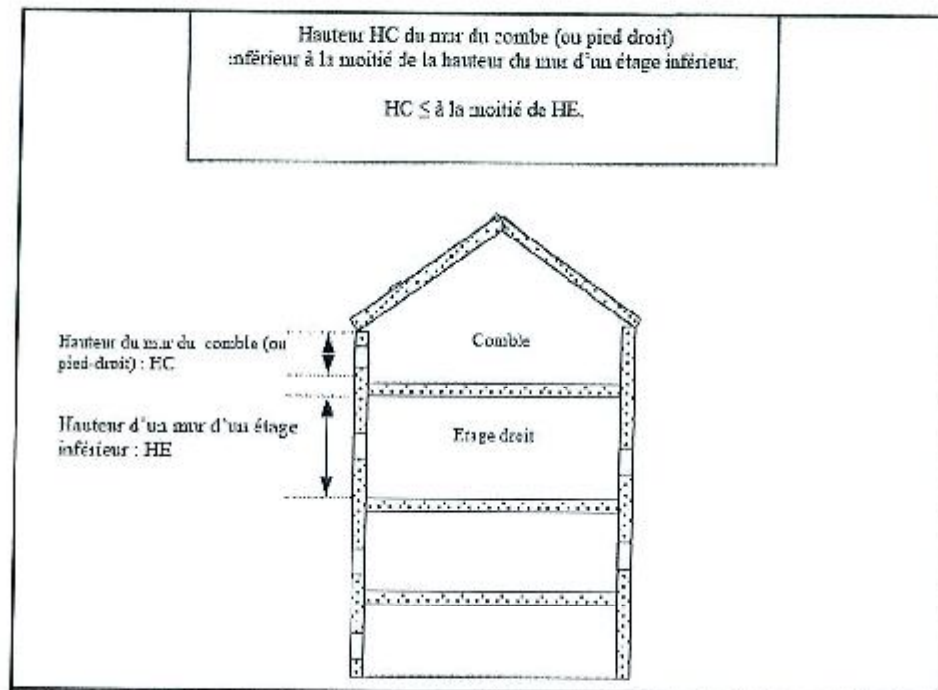 Hauteur HC du mur du combe (ou pied droit)
inférieur à la moitié de la hauteur du mur d'un étage inférieur.
HC ≤ à la moitié de HE.
Hauteur du mur du comble (ou
pied-droit) : HC
Comble
Hauteur d'un mur d'un étage
inférieur : HE
Etage droit